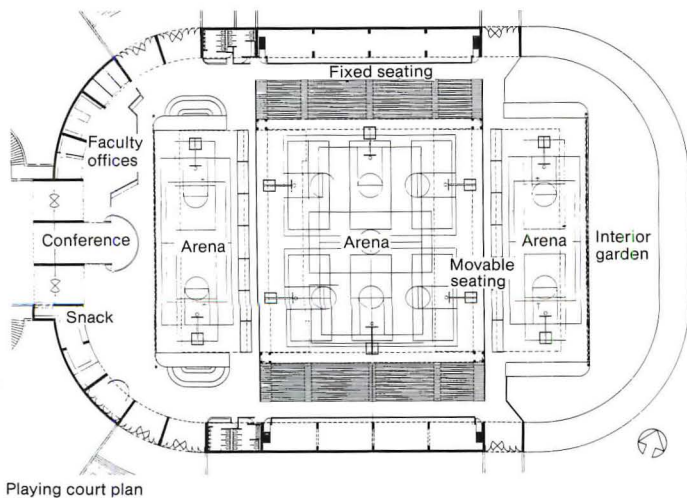 Fixed seating
Faculty
offices
Conference
Arena
Arena
Arena
Interior
garden
Movable
seating
Snack
Playing court plan